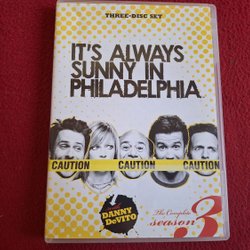 THREE-DISC SET
IT'S ALWAYS
SUNNY IN
PHILADELPHIA
CAUTION CAUTION CAUTION
DANNY
DeVITO
The Complete
season
3